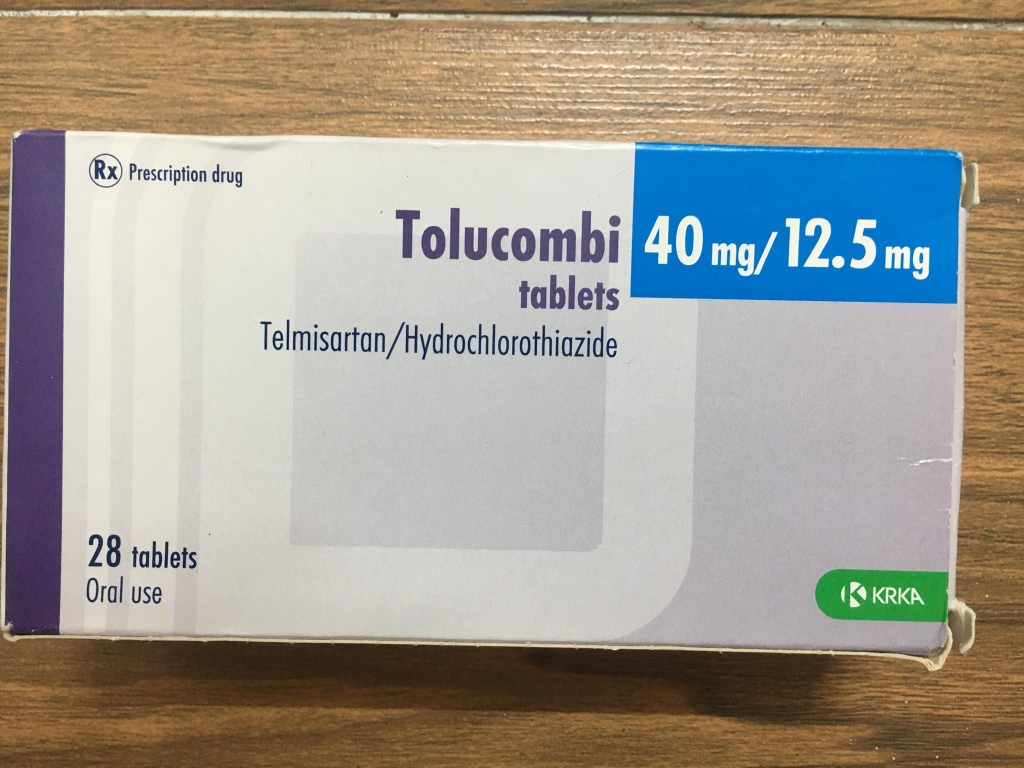 Rx Prescription drug
Tolucombi 40 mg/12.5 mg
tablets
Telmisartan/Hydrochlorothiazide
28 tablets
Oral use
KRKA